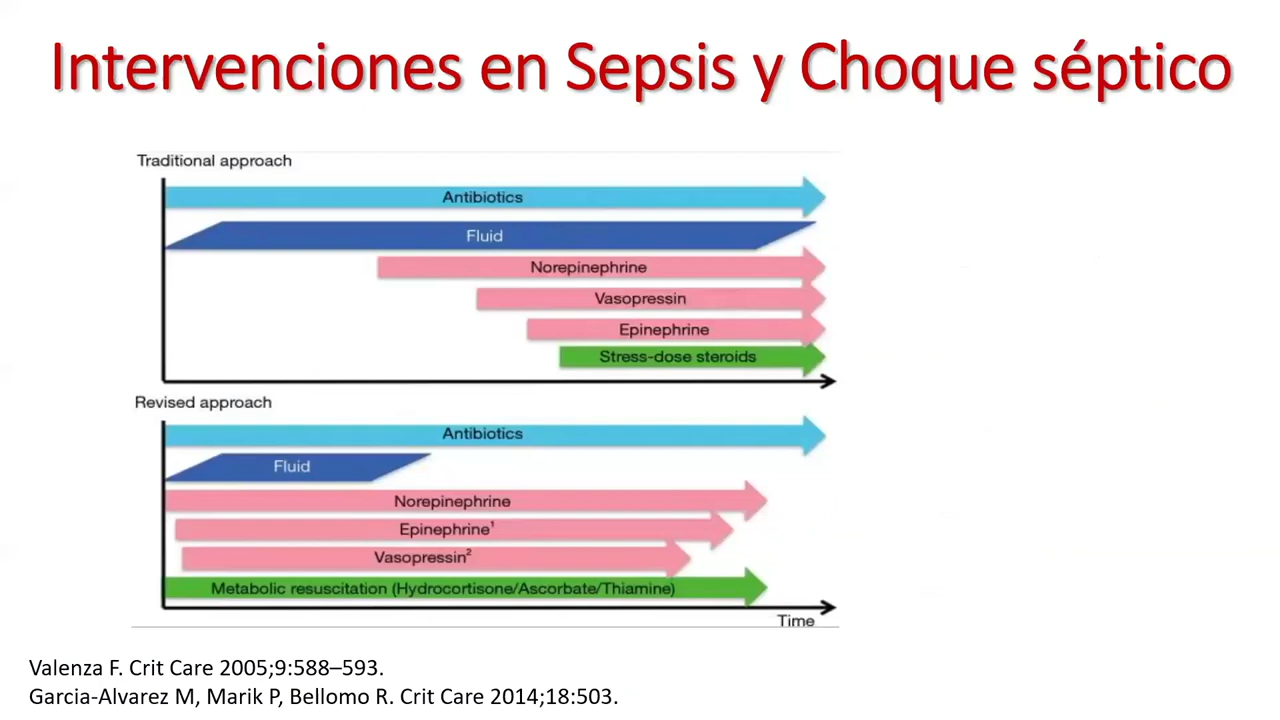 Intervenciones en Sepsis y Choque séptico
Traditional approach
Antibiotics
Fluid
Norepinephrine
Vasopressin
Epinephrine
Stress-dose steroids
Revised approach
Antibiotics
Fluid
Norepinephrine
Epinephrine¹
Vasopressin²
Metabolic resuscitation (Hydrocortisone/Ascorbate/Thiamine)
Time
Valenza F. Crit Care 2005;9:588–593.
Garcia-Alvarez M, Marik P, Bellomo R. Crit Care 2014;18:503.